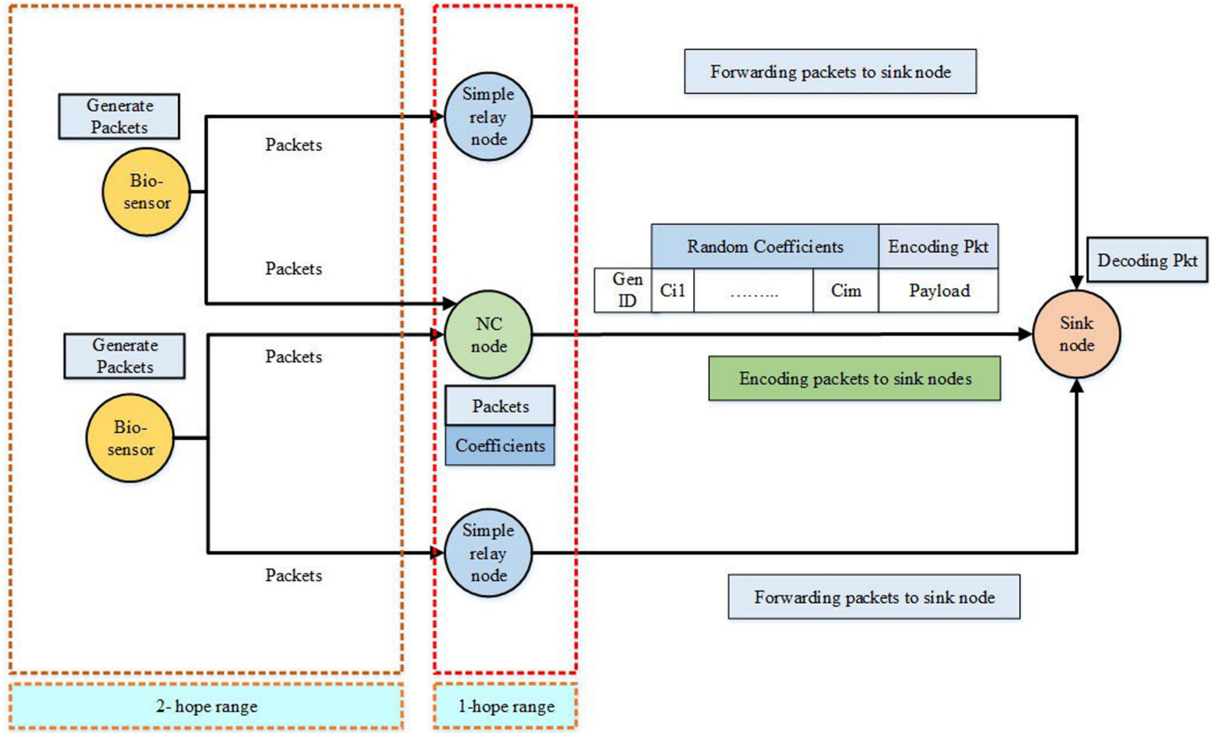 Forwarding packets to sink node
Generate
Packets
Simple
relay
node
Packets
Bio-
sensor
Random Coefficients
Encoding Pkt
Packets
Decoding Pkt
Gen
ID
Ci1
……...
Cim
Payload
NC
node
Sink
node
Generate
Packets
Packets
Encoding packets to sink nodes
Packets
Bio-
sensor
Coefficients
Simple
relay
node
Packets
Forwarding packets to sink node
2- hope range
1-hope range